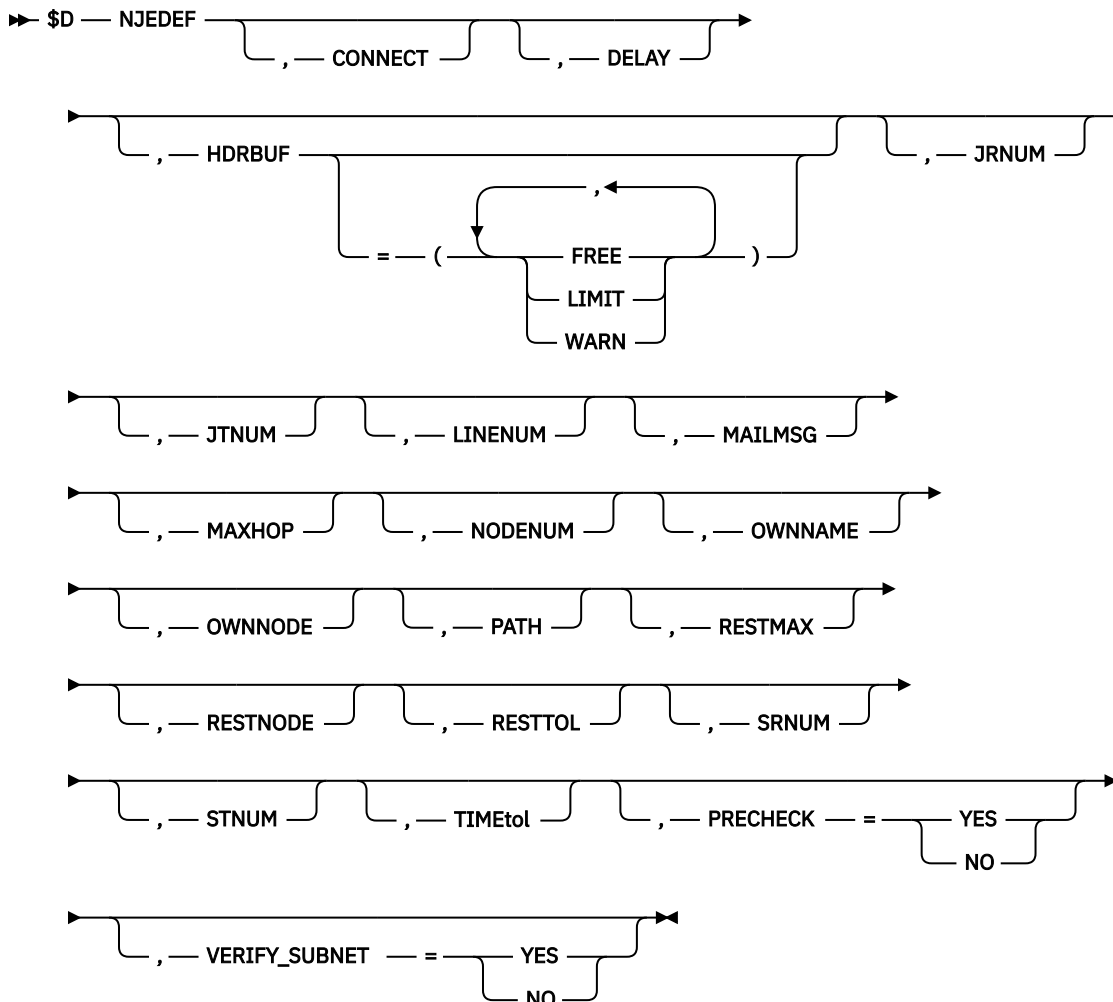 $D NJEDEF , CONNECT , DELAY
, HDRBUF , JRNUM
,
= ( FREE )
LIMIT
WARN
, JTNUM , LINENUM , MAILMSG
, MAXHOP , NODENUM , OWNNAME
, OWNNODE , PATH , RESTMAX
, RESTNODE , RESTTOL , SRNUM
, STNUM , TIMEtol , PRECHECK = YES
NO
, VERIFY_SUBNET = YES
NO